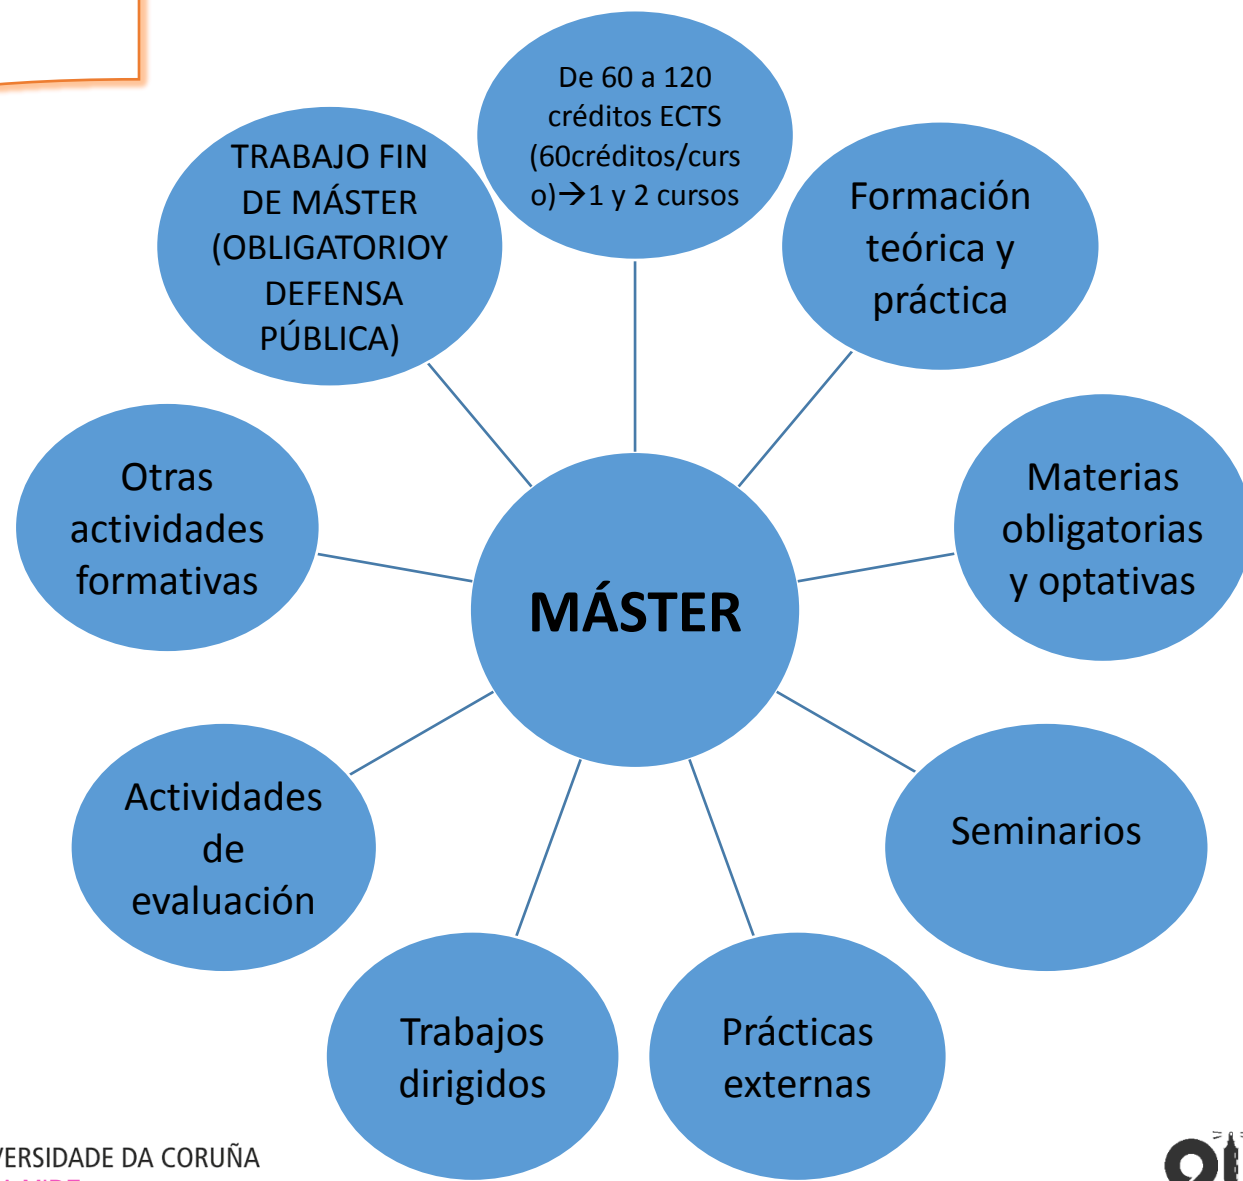 De 60 a 120
créditos ECTS
(60créditos/curs
o)→1 y 2 cursos
Formación
teórica y
práctica
Materias
obligatorias
y optativas
Seminarios
Prácticas
externas
Trabajos
dirigidos
Actividades
de
evaluación
Otras
actividades
formativas
TRABAJO FIN
DE MÁSTER
(OBLIGATORIOY
DEFENSA
PÚBLICA)
MÁSTER
VERSIDADE DA CORUÑA